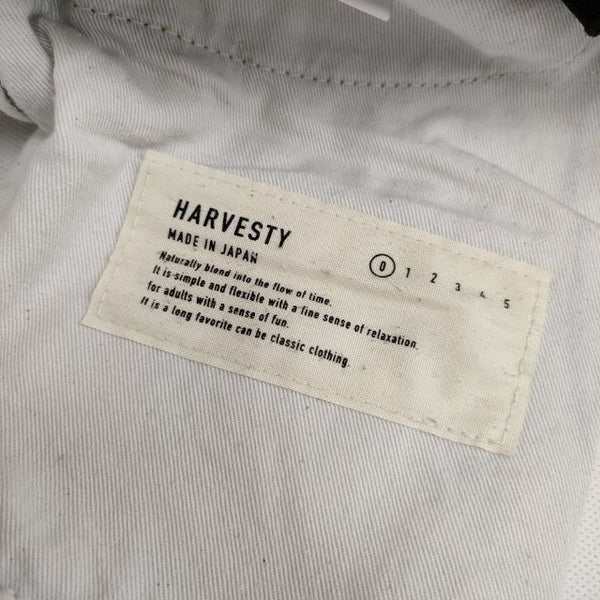 HARVESTY
MADE IN JAPAN
0 1 2 3 4 5
Naturally blend into the flow of time.
It is simple and flexible with a fine sense of relaxation.
for adults with a sense of fun.
It is a long favorite can be classic clothing.